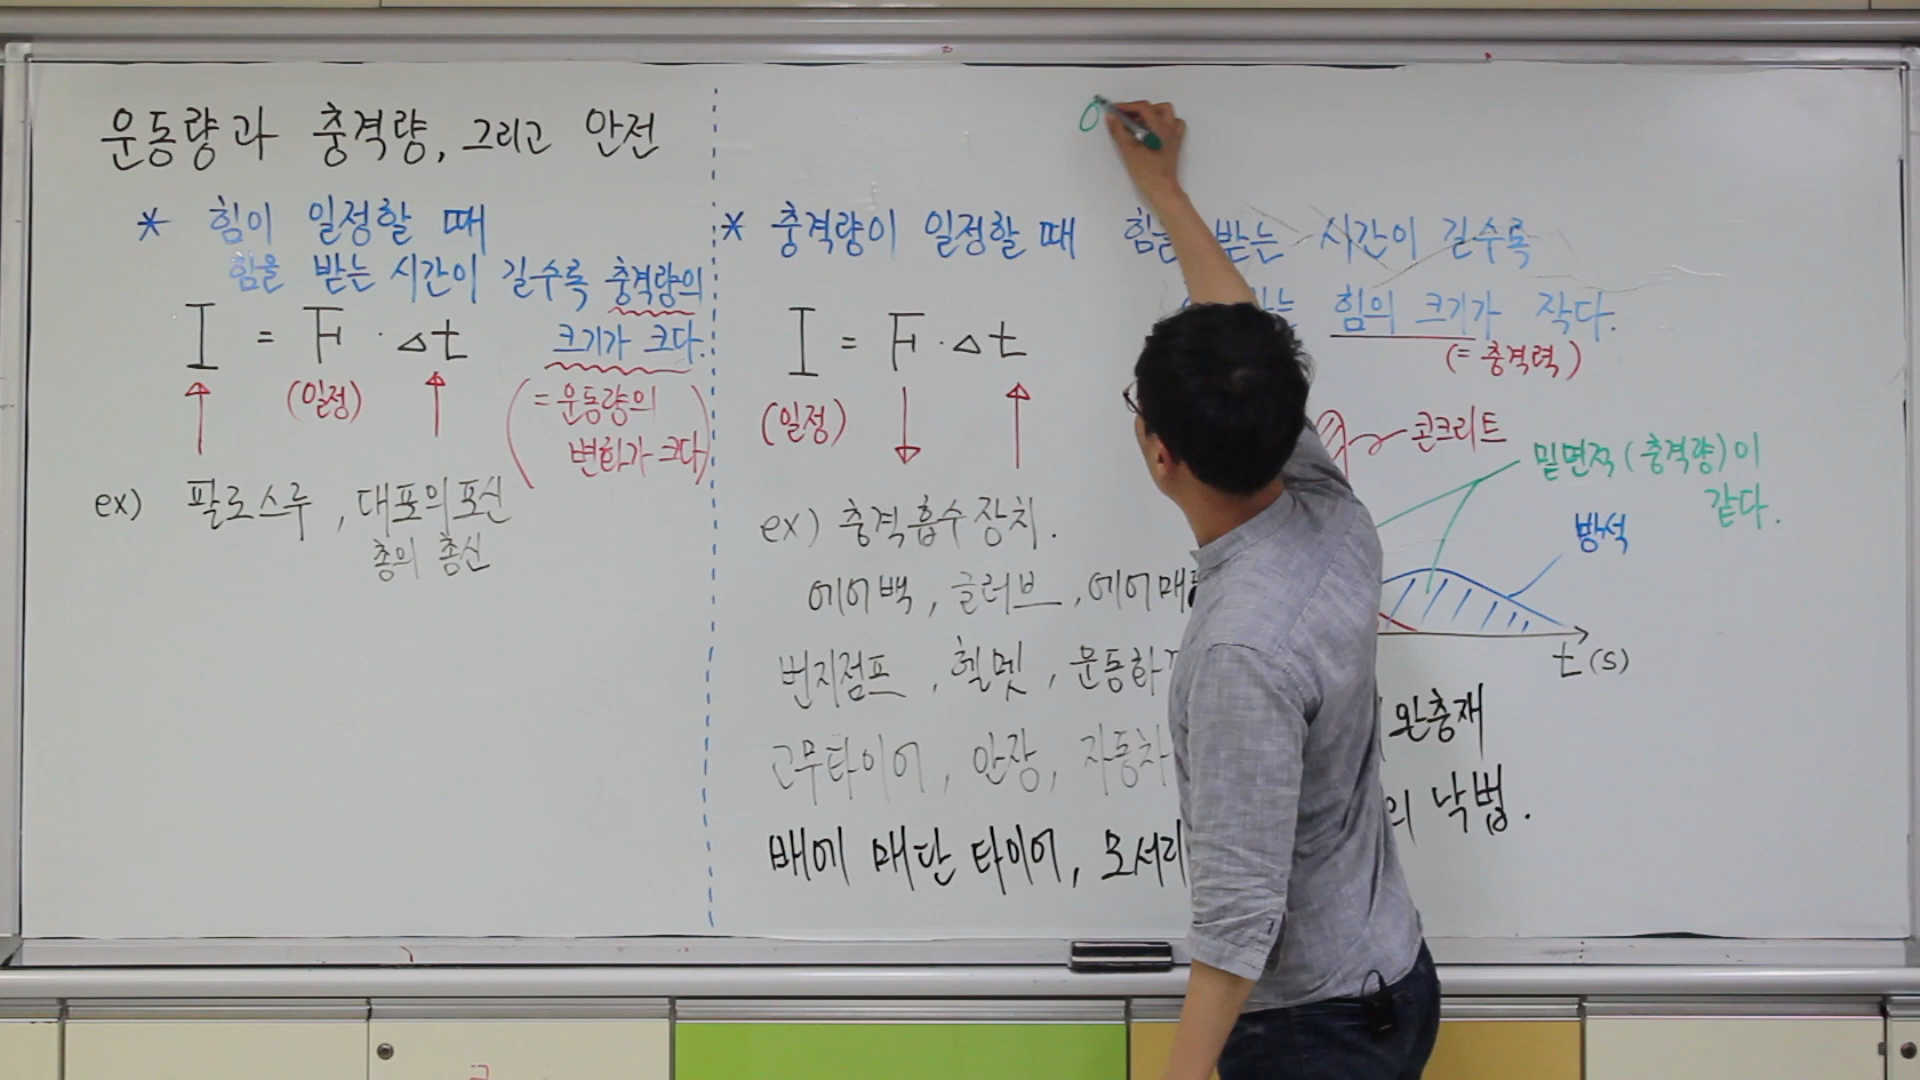 운동량과 충격량, 그리고 안전
* 힘이 일정할 때
힘을 받는 시간이 길수록 충격량의
크기가 크다.
I = F · Δt
(일정)
(= 운동량의
변화가 크다)
ex) 팔로스루, 대포의 포신
총의 총신
* 충격량이 일정할 때 힘을 받는 시간이 길수록
힘의 크기가 작다.
(= 충격력)
I = F · Δt
(일정)
콘크리트
밑면적 (충격량)이
같다.
방석
t (s)
ex) 충격흡수장치.
에어백, 글러브, 에어매
번지점프, 헬멧, 운동화
고무타이어, 안장, 자동차
완충재
배에 매단 타이어, 모서리
의 낙법.